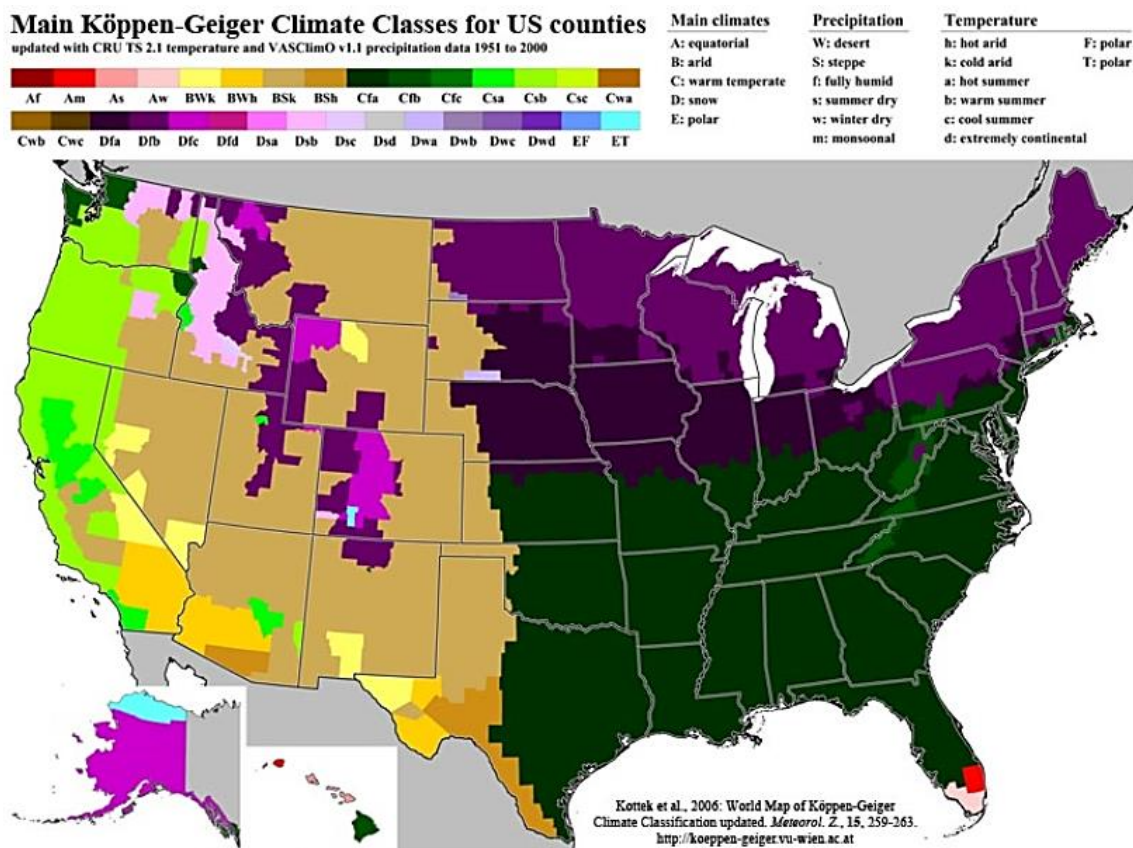 Main Köppen-Geiger Climate Classes for US counties
updated with CRU TS 2.1 temperature and VASClimO v1.1 precipitation data 1951 to 2000
Af Am As Aw BWk BWh BSk BSh Cfa Cfb Cfc Csa Csb Csc Cwa
Cwb Cwc Dfa Dfb Dfc Dfd Dsa Dsb Dsc Dsd Dwa Dwb Dwc Dwd EF ET
Main climates
A: equatorial
B: arid
C: warm temperate
D: snow
E: polar
Precipitation
W: desert
S: steppe
f: fully humid
s: summer dry
w: winter dry
m: monsoonal
Temperature
h: hot arid F: polar
k: cold arid T: polar
a: hot summer
b: warm summer
c: cool summer
d: extremely continental
Kottek et al., 2006: World Map of Köppen-Geiger
Climate Classification updated. Meteorol. Z., 15, 259-263.
http://koeppen-geiger.vu-wien.ac.at